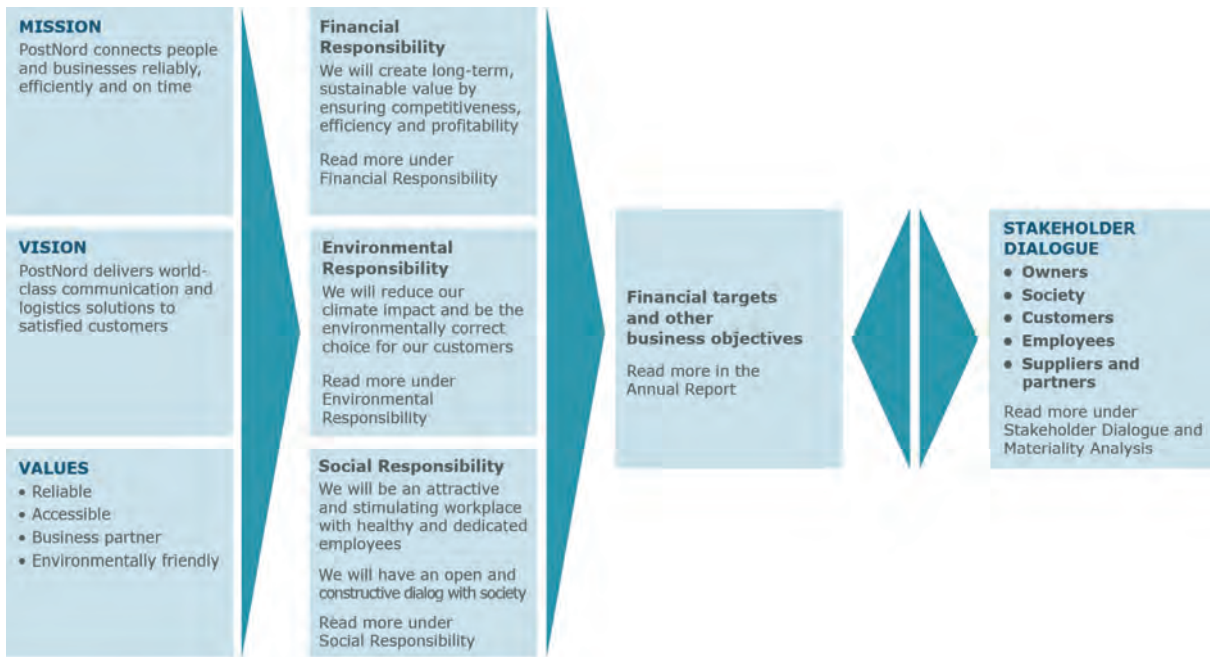 MISSION
PostNord connects people
and businesses reliably,
efficiently and on time
VISION
PostNord delivers world-
class communication and
logistics solutions to
satisfied customers
VALUES
• Reliable
• Accessible
• Business partner
• Environmentally friendly
Financial
Responsibility
We will create long-term,
sustainable value by
ensuring competitiveness,
efficiency and profitability
Read more under
Financial Responsibility
Environmental
Responsibility
We will reduce our
climate impact and be the
environmentally correct
choice for our customers
Read more under
Environmental
Responsibility
Social Responsibility
We will be an attractive
and stimulating workplace
with healthy and dedicated
employees
We will have an open and
constructive dialog with society
Read more under
Social Responsibility
Financial targets
and other
business objectives
Read more in the
Annual Report
STAKEHOLDER
DIALOGUE
• Owners
• Society
• Customers
• Employees
• Suppliers and
partners
Read more under
Stakeholder Dialogue and
Materiality Analysis